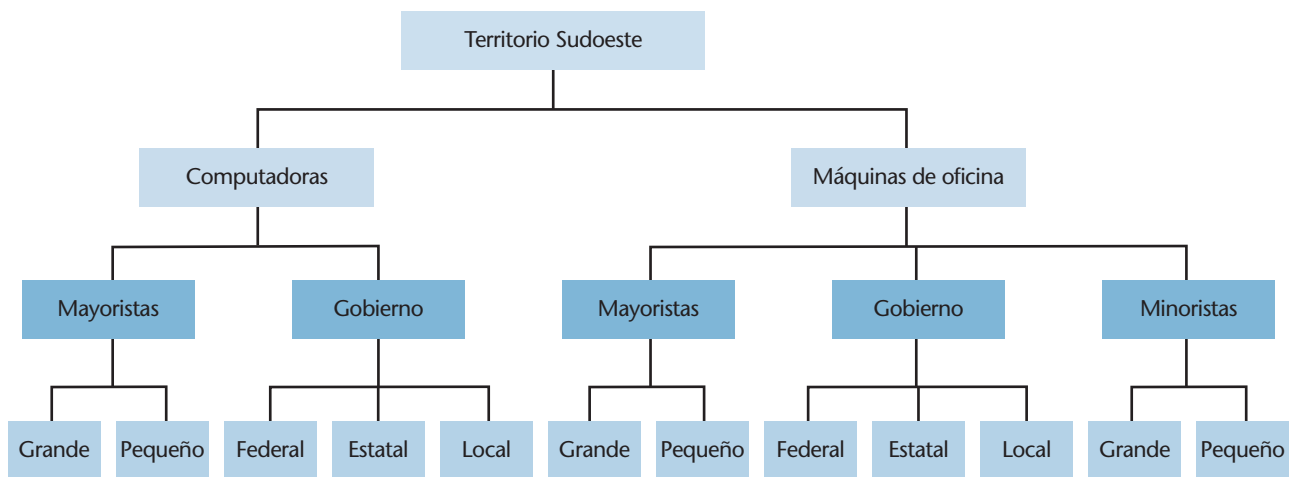 Territorio Sudoeste
Computadoras
Máquinas de oficina
Mayoristas
Gobierno
Mayoristas
Gobierno
Minoristas
Grande
Pequeño
Federal
Estatal
Local
Grande
Pequeño
Federal
Estatal
Local
Grande
Pequeño